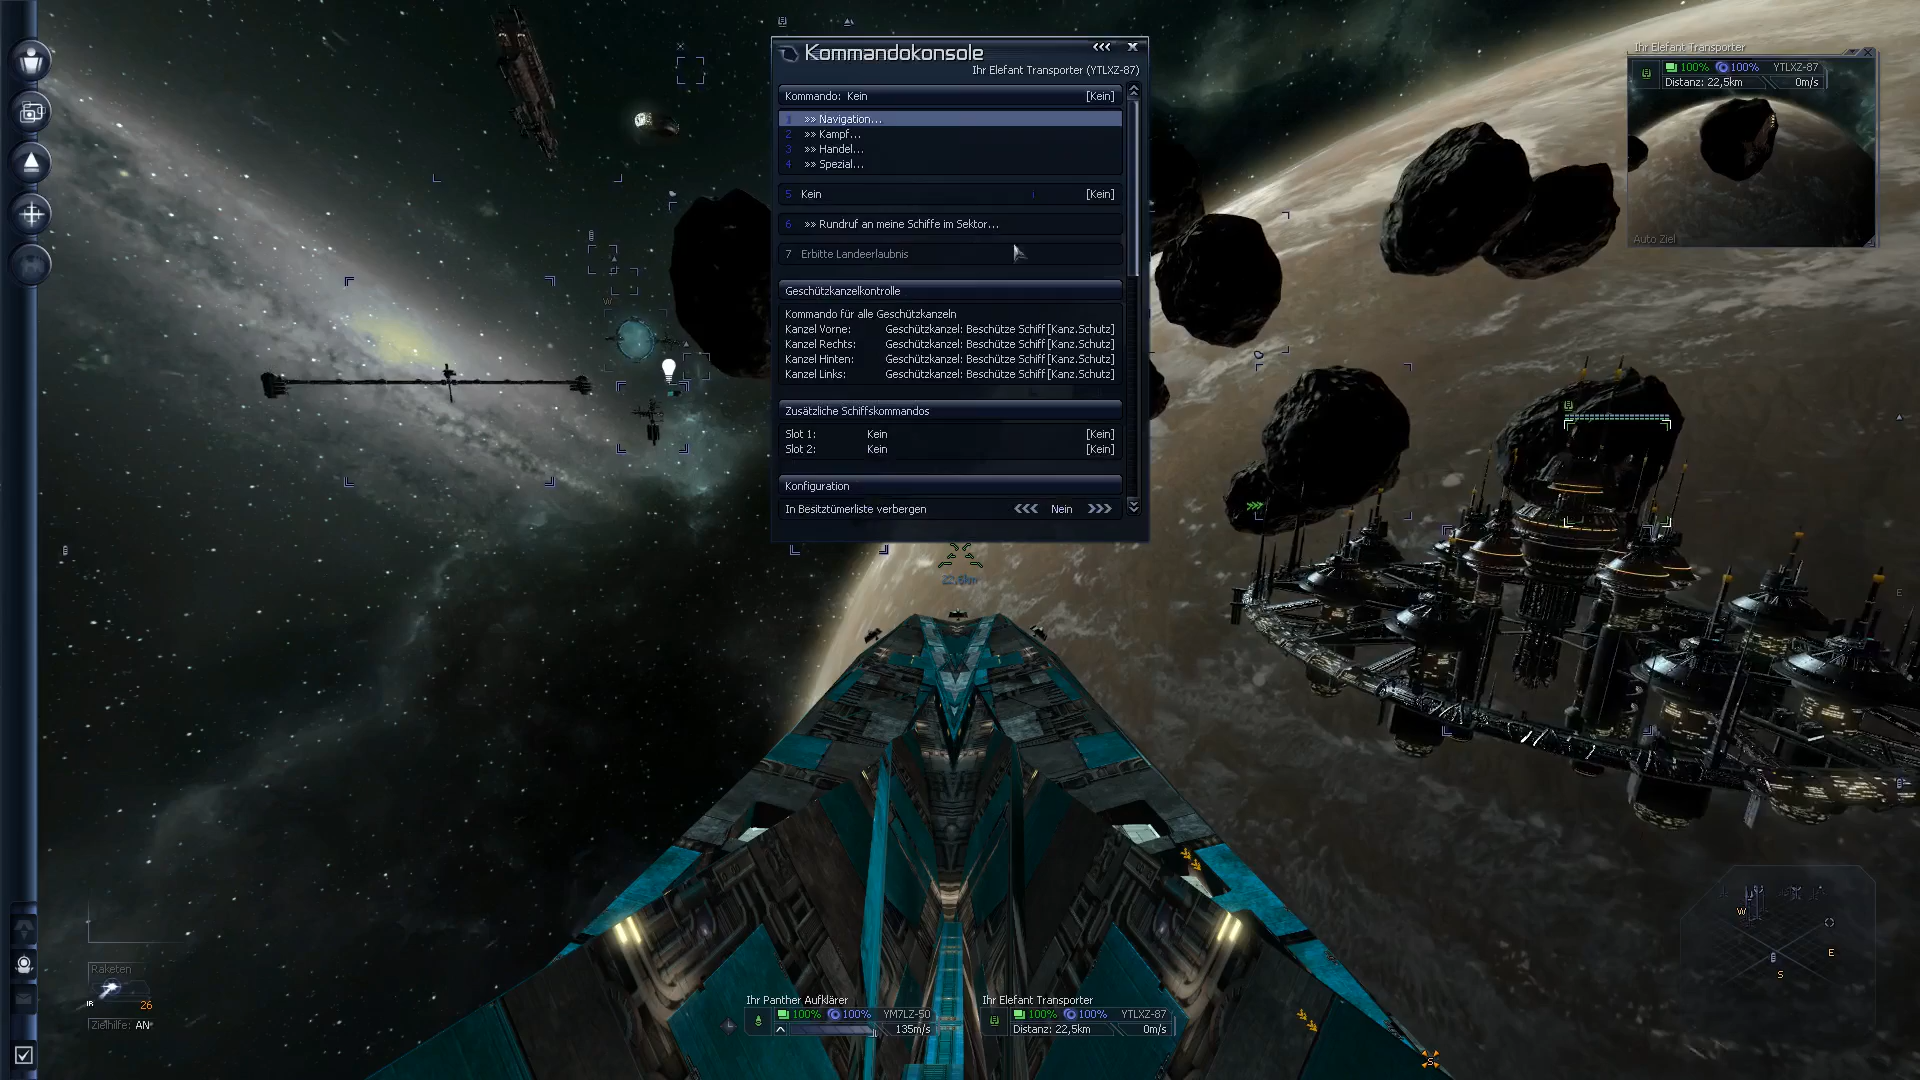 Kommandokonsole
Ihr Elefant Transporter (YTLXZ-87)
Kommando: Kein [Kein]
1 >> Navigation...
2 >> Kampf...
3 >> Handel...
4 >> Spezial...
5 Kein [Kein]
6 >> Rundruf an meine Schiffe im Sektor...
7 Erbitte Landeerlaubnis
Geschützkanzelkontrolle
Kommando für alle Geschützkanzeln
Kanzel Vorne: Geschützkanzel: Beschütze Schiff [Kanz.Schutz]
Kanzel Rechts: Geschützkanzel: Beschütze Schiff [Kanz.Schutz]
Kanzel Hinten: Geschützkanzel: Beschütze Schiff [Kanz.Schutz]
Kanzel Links: Geschützkanzel: Beschütze Schiff [Kanz.Schutz]
Zusätzliche Schiffskommandos
Slot 1: Kein [Kein]
Slot 2: Kein [Kein]
Konfiguration
In Besitztümerliste verbergen <<< Nein >>>
Ihr Elefant Transporter
100% 100% YTLXZ-87
Distanz: 22,5km 0m/s
Auto Ziel
W
22,5km
E
W
E
S
Raketen
IR 26
Zielhilfe: AN
Ihr Panther Aufklärer
100% 100% YM7LZ-50
135m/s
Ihr Elefant Transporter
100% 100% YTLXZ-87
Distanz: 22,5km 0m/s
S